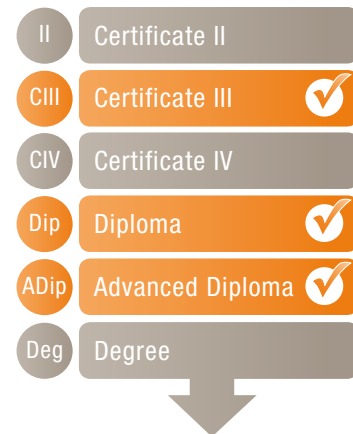 II Certificate II
CIII Certificate III
CIV Certificate IV
Dip Diploma
ADip Advanced Diploma
Deg Degree